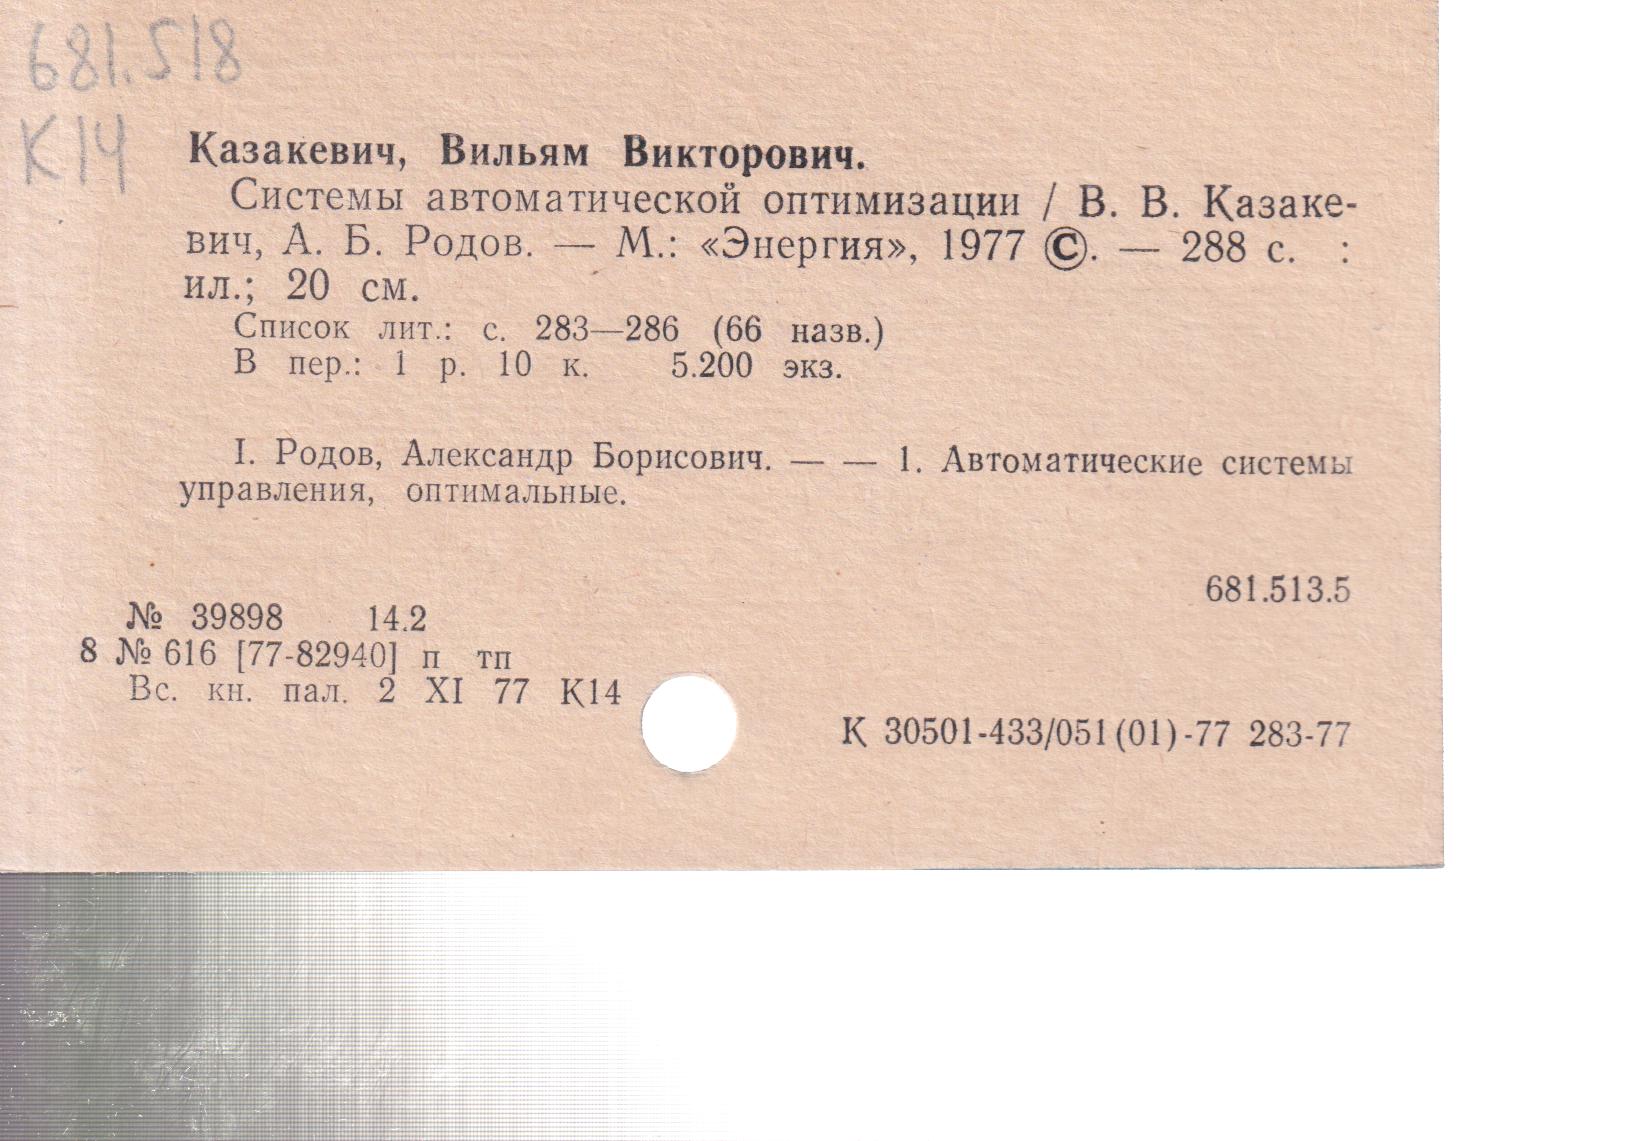 681.518
К14
Казакевич, Вильям Викторович.
Системы автоматической оптимизации / В. В. Казаке-
вич, А. Б. Родов. — М.: «Энергия», 1977 ©. — 288 с. :
ил.; 20 см.
Список лит.: с. 283—286 (66 назв.)
В пер.: 1 р. 10 к. 5.200 экз.
I. Родов, Александр Борисович. — — 1. Автоматические системы
управления, оптимальные.
681.513.5
№ 39898 14.2
8 № 616 [77-82940] п тп
Вс. кн. пал. 2 XI 77 К14
К 30501-433/051(01)-77 283-77